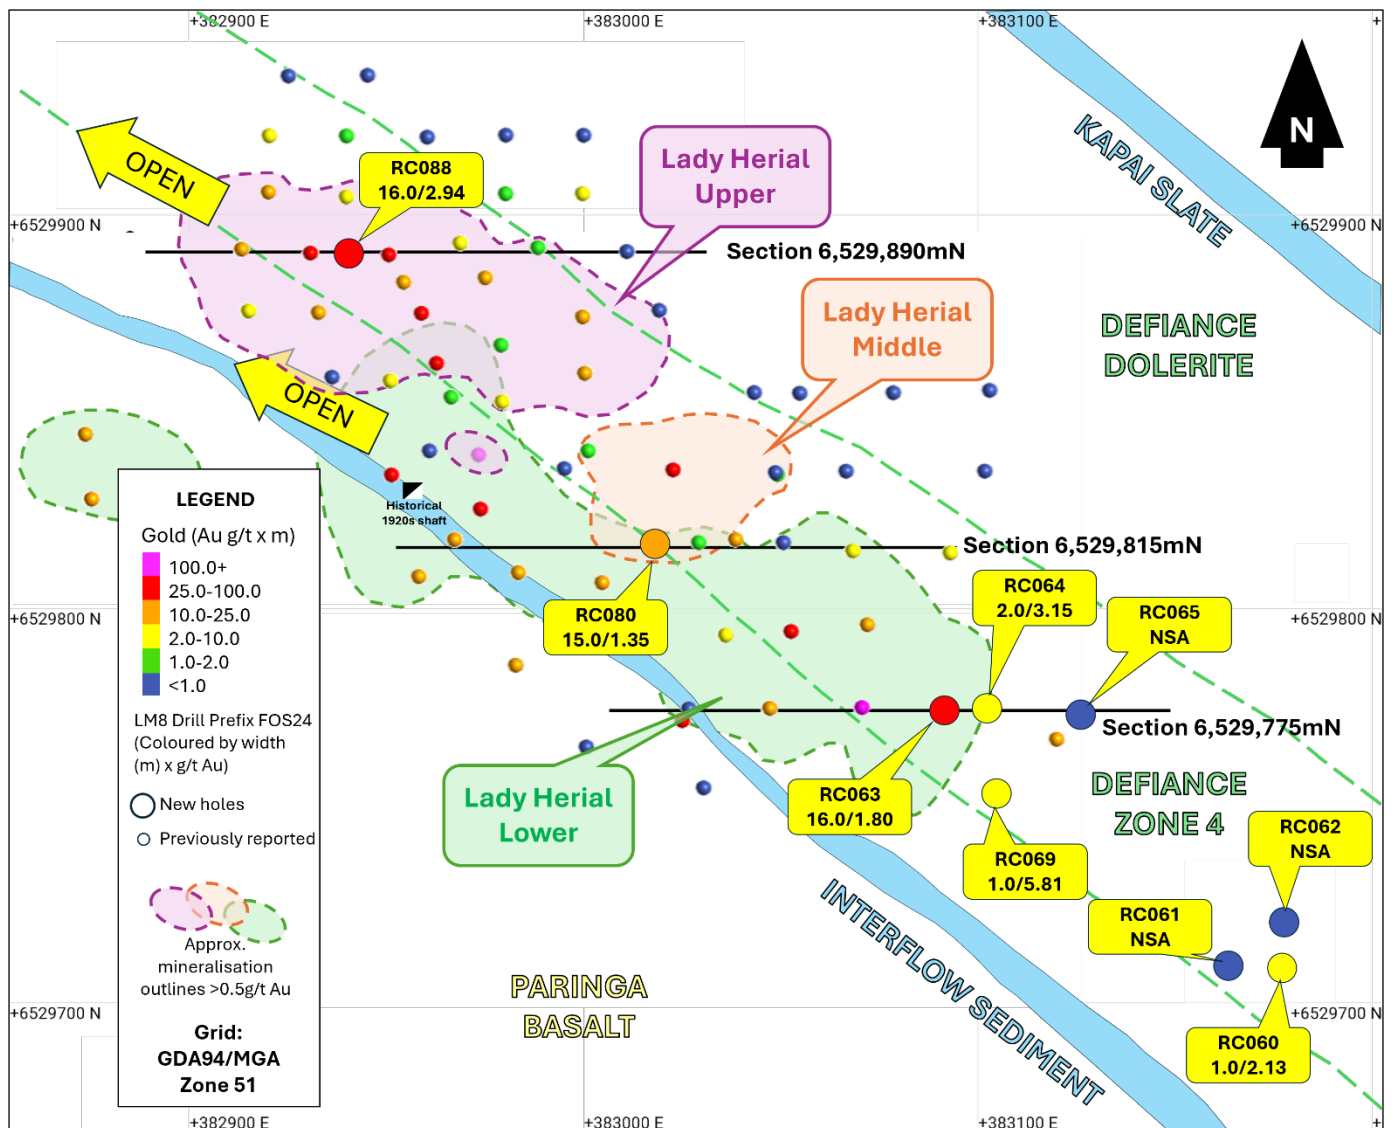 +382900 E
+383000 E
+383100 E
+
N
KAPAI SLATE
OPEN
RC088
16.0/2.94
Lady Herial
Upper
+6529900 N
+6529900 N
Section 6,529,890mN
Lady Herial
Middle
DEFIANCE
DOLERITE
OPEN
Historical
1920s shaft
Section 6,529,815mN
RC080
15.0/1.35
RC064
2.0/3.15
RC065
NSA
+6529800 N
+6529800 N
Section 6,529,775mN
Lady Herial
Lower
RC063
16.0/1.80
DEFIANCE
ZONE 4
RC069
1.0/5.81
RC062
NSA
RC061
NSA
RC060
1.0/2.13
INTERFLOW SEDIMENT
PARINGA
BASALT
+6529700 N
+6529700 N
LEGEND
Gold (Au g/t x m)
100.0+
25.0-100.0
10.0-25.0
2.0-10.0
1.0-2.0
<1.0
LM8 Drill Prefix FOS24
(Coloured by width
(m) x g/t Au)
New holes
Previously reported
Approx.
mineralisation
outlines >0.5g/t Au
Grid:
GDA94/MGA
Zone 51
+382900 E
+383000 E
+383100 E
+